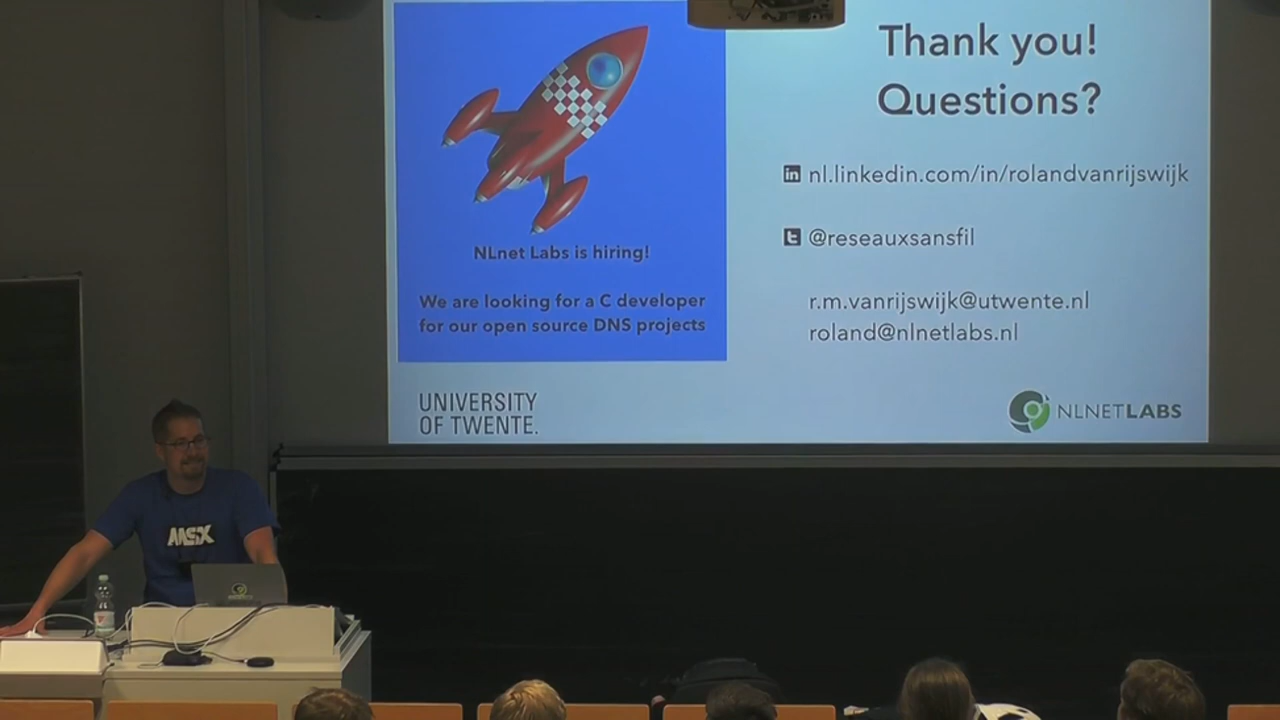 Thank you!
Questions?
in nl.linkedin.com/in/rolandvanrijswijk
t @reseauxsansfil
r.m.vanrijswijk@utwente.nl
roland@nlnetlabs.nl
NLnet Labs is hiring!
We are looking for a C developer
for our open source DNS projects
UNIVERSITY
OF TWENTE.
NLNETLABS
MSX